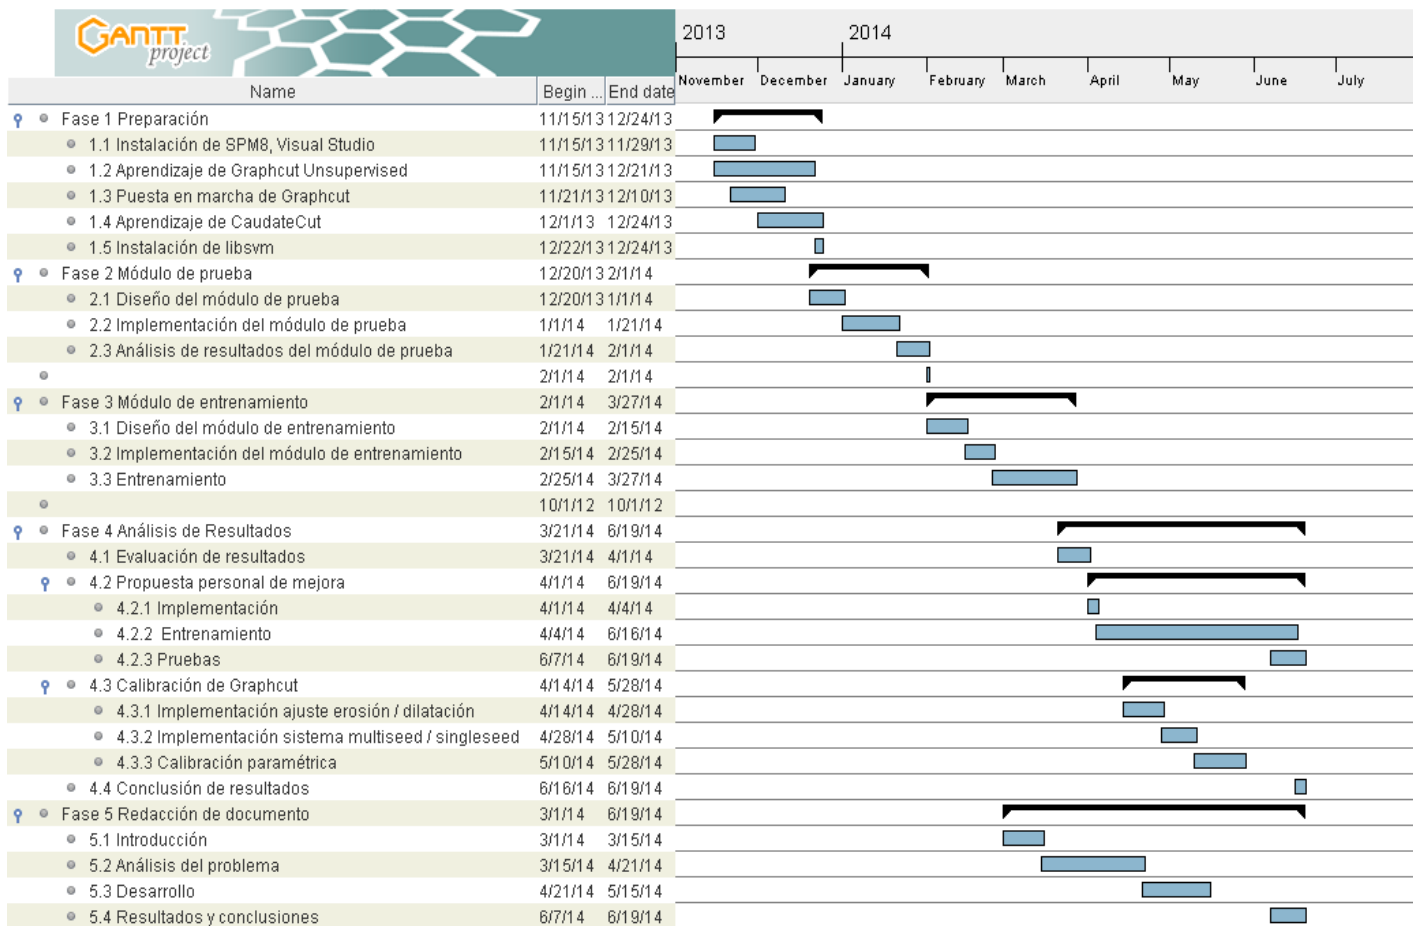 GANTT
project
2013 2014
November December January February March April May June July
Name Begin ... End date
Fase 1 Preparación 11/15/13 12/24/13
1.1 Instalación de SPM8, Visual Studio 11/15/13 11/29/13
1.2 Aprendizaje de Graphcut Unsupervised 11/15/13 12/21/13
1.3 Puesta en marcha de Graphcut 11/21/13 12/10/13
1.4 Aprendizaje de CaudateCut 12/1/13 12/24/13
1.5 Instalación de libsvm 12/22/13 12/24/13
Fase 2 Módulo de prueba 12/20/13 2/1/14
2.1 Diseño del módulo de prueba 12/20/13 1/1/14
2.2 Implementación del módulo de prueba 1/1/14 1/21/14
2.3 Análisis de resultados del módulo de prueba 1/21/14 2/1/14
2/1/14 2/1/14
Fase 3 Módulo de entrenamiento 2/1/14 3/27/14
3.1 Diseño del módulo de entrenamiento 2/1/14 2/15/14
3.2 Implementación del módulo de entrenamiento 2/15/14 2/25/14
3.3 Entrenamiento 2/25/14 3/27/14
10/1/12 10/1/12
Fase 4 Análisis de Resultados 3/21/14 6/19/14
4.1 Evaluación de resultados 3/21/14 4/1/14
4.2 Propuesta personal de mejora 4/1/14 6/19/14
4.2.1 Implementación 4/1/14 4/4/14
4.2.2 Entrenamiento 4/4/14 6/16/14
4.2.3 Pruebas 6/7/14 6/19/14
4.3 Calibración de Graphcut 4/14/14 5/28/14
4.3.1 Implementación ajuste erosión / dilatación 4/14/14 4/28/14
4.3.2 Implementación sistema multiseed / singleseed 4/28/14 5/10/14
4.3.3 Calibración paramétrica 5/10/14 5/28/14
4.4 Conclusión de resultados 6/16/14 6/19/14
Fase 5 Redacción de documento 3/1/14 6/19/14
5.1 Introducción 3/1/14 3/15/14
5.2 Análisis del problema 3/15/14 4/21/14
5.3 Desarrollo 4/21/14 5/15/14
5.4 Resultados y conclusiones 6/7/14 6/19/14